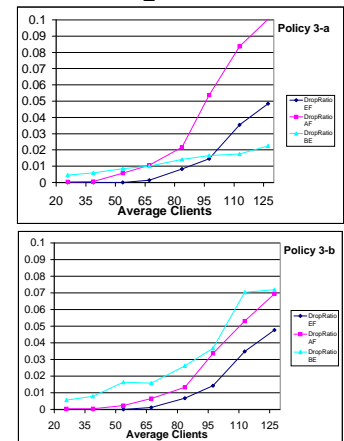 0.1
Policy 3-a
0.09
0.08
0.07
0.06
0.05
0.04
0.03
0.02
0.01
0
DropRatio
EF
DropRatio
AF
DropRatio
BE
20 35 50 65 80 95 110 125
Average Clients
0.1
Policy 3-b
0.09
0.08
0.07
0.06
0.05
0.04
0.03
0.02
0.01
0
DropRatio
EF
DropRatio
AF
DropRatio
BE
20 35 50 65 80 95 110 125
Average Clients